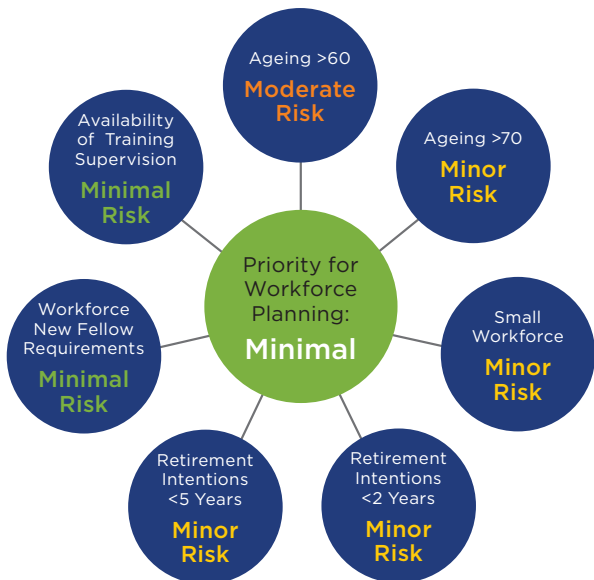 Ageing >60
Moderate
Risk
Ageing >70
Minor
Risk
Small
Workforce
Minor
Risk
Retirement
Intentions
<2 Years
Minor
Risk
Retirement
Intentions
<5 Years
Minor
Risk
Workforce
New Fellow
Requirements
Minimal
Risk
Availability
of Training
Supervision
Minimal
Risk
Priority for
Workforce
Planning:
Minimal